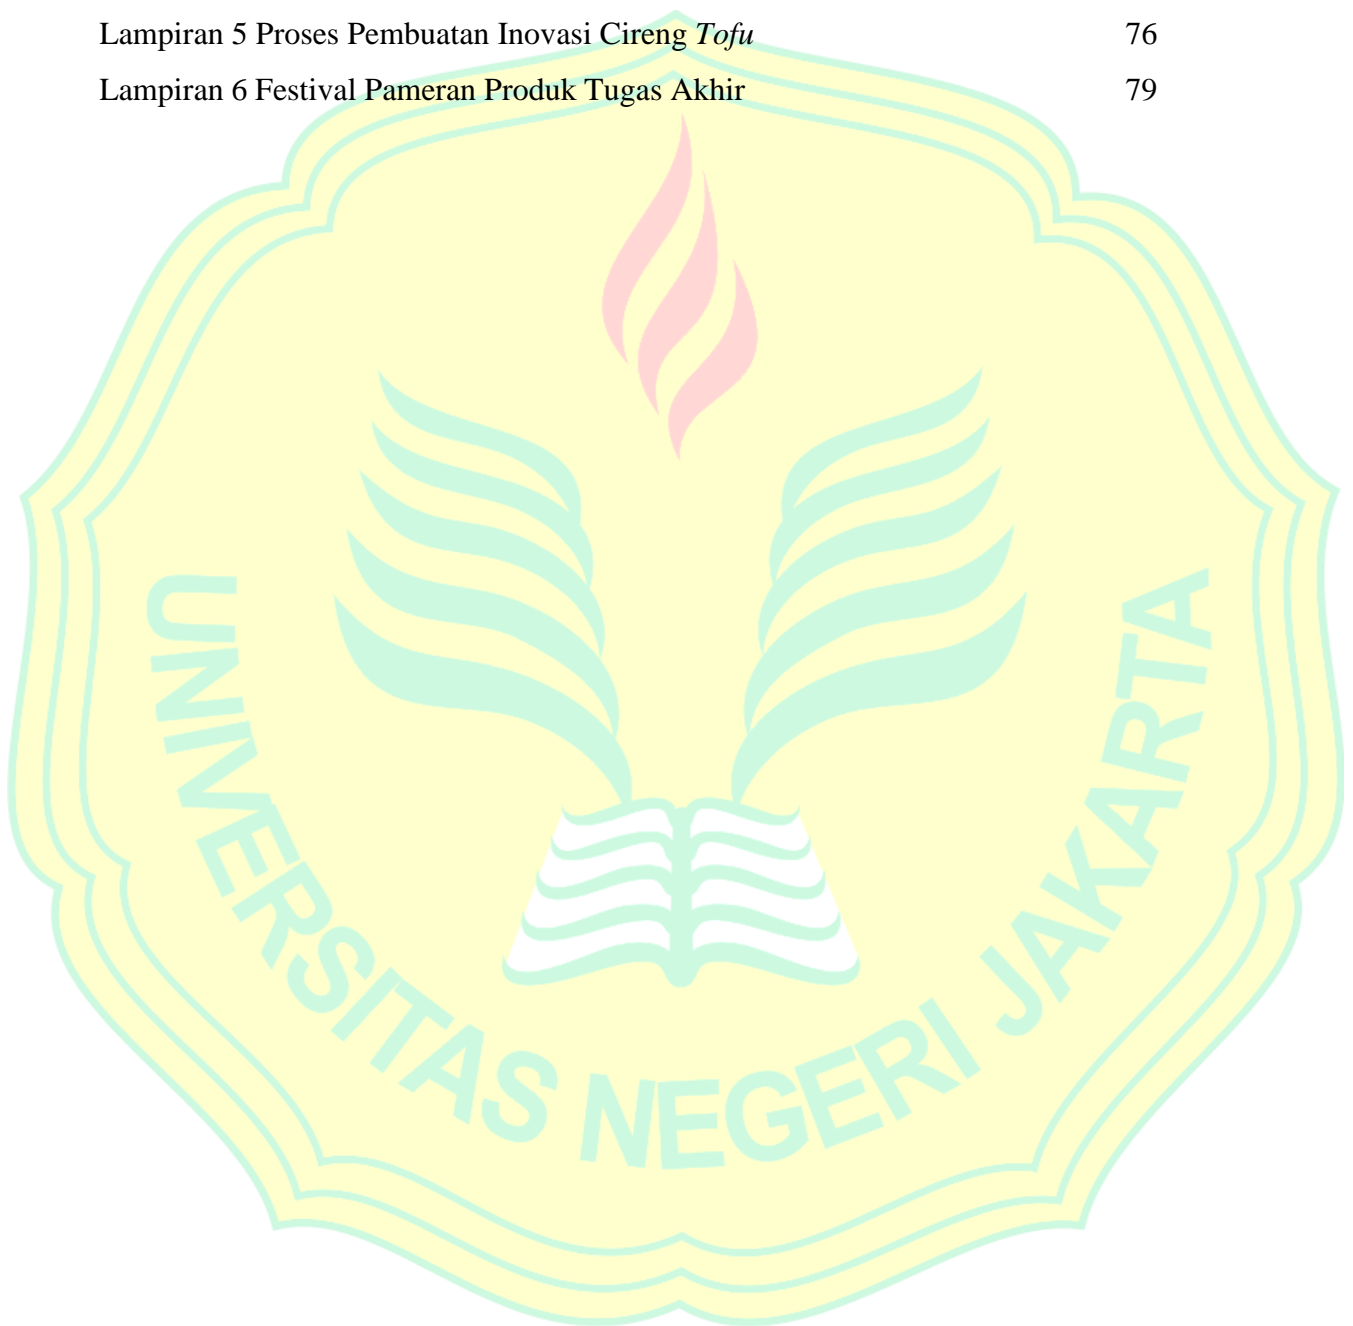 Lampiran 5 Proses Pembuatan Inovasi Cireng Tofu 76
Lampiran 6 Festival Pameran Produk Tugas Akhir 79
UNIVERSITAS NEGERI JAKARTA